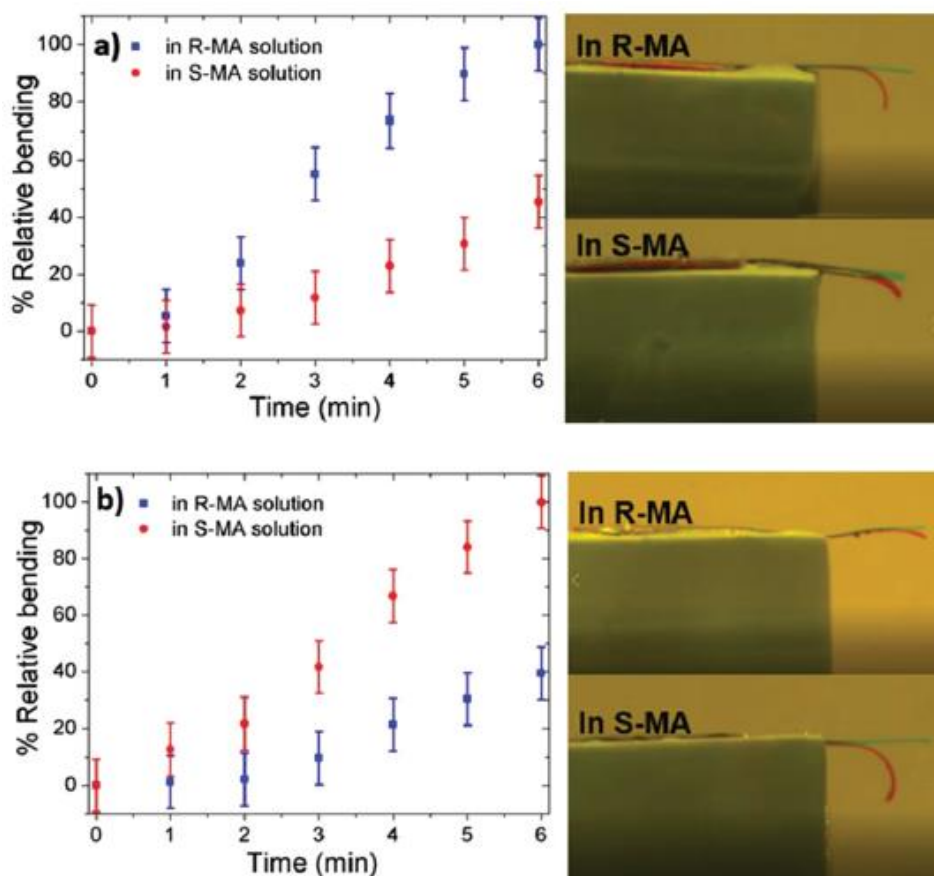 a)
in R-MA solution
in S-MA solution
% Relative bending
100
80
60
40
20
0
0 1 2 3 4 5 6
Time (min)
In R-MA
In S-MA
b)
in R-MA solution
in S-MA solution
% Relative bending
100
80
60
40
20
0
0 1 2 3 4 5 6
Time (min)
In R-MA
In S-MA